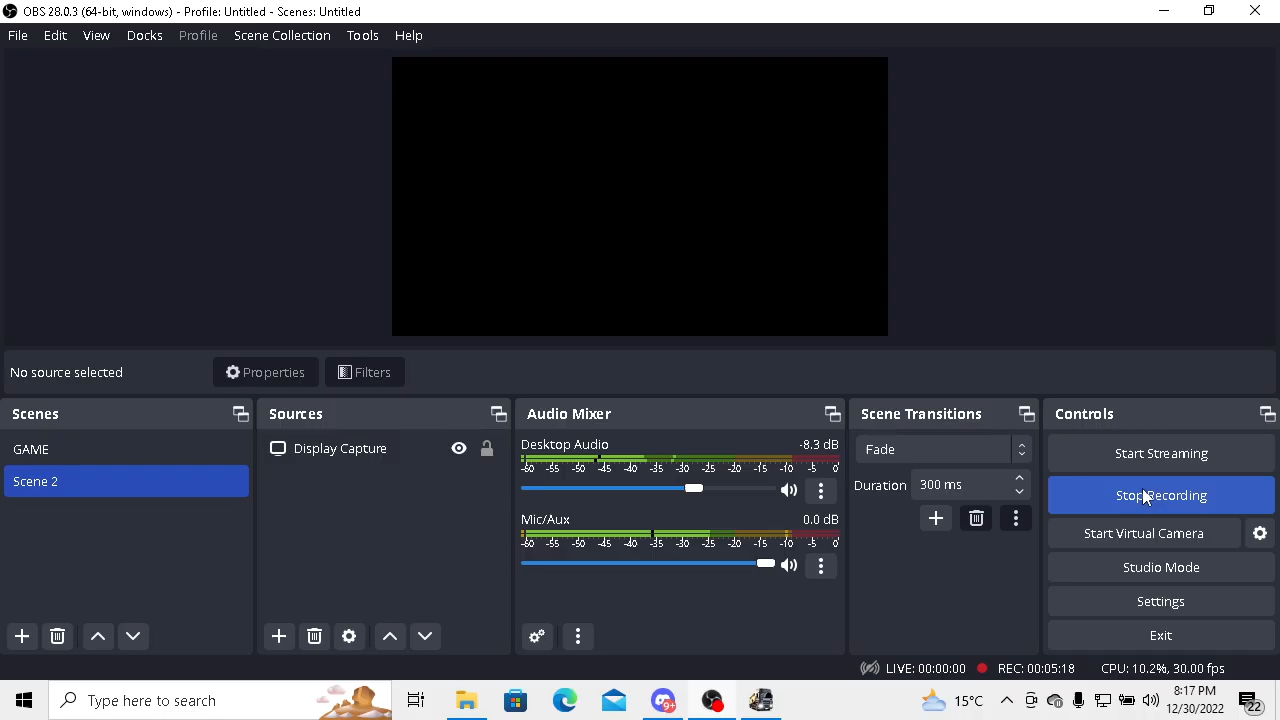 OBS 28.0.3 (64-bit, windows) - Profile: Untitled - Scenes: Untitled
File Edit View Docks Profile Scene Collection Tools Help
No source selected Properties Filters
Scenes
GAME
Scene 2
Sources
Display Capture
Audio Mixer
Desktop Audio -8.3 dB
-60 -55 -50 -45 -40 -35 -30 -25 -20 -15 -10 -5 0
Mic/Aux 0.0 dB
-60 -55 -50 -45 -40 -35 -30 -25 -20 -15 -10 -5 0
Scene Transitions
Fade
Duration 300 ms
Controls
Start Streaming
Stop Recording
Start Virtual Camera
Studio Mode
Settings
Exit
LIVE: 00:00:00 REC: 00:05:18 CPU: 10.2%, 30.00 fps
Type here to search
9+
15°C
8:17 PM
12/30/2022
22